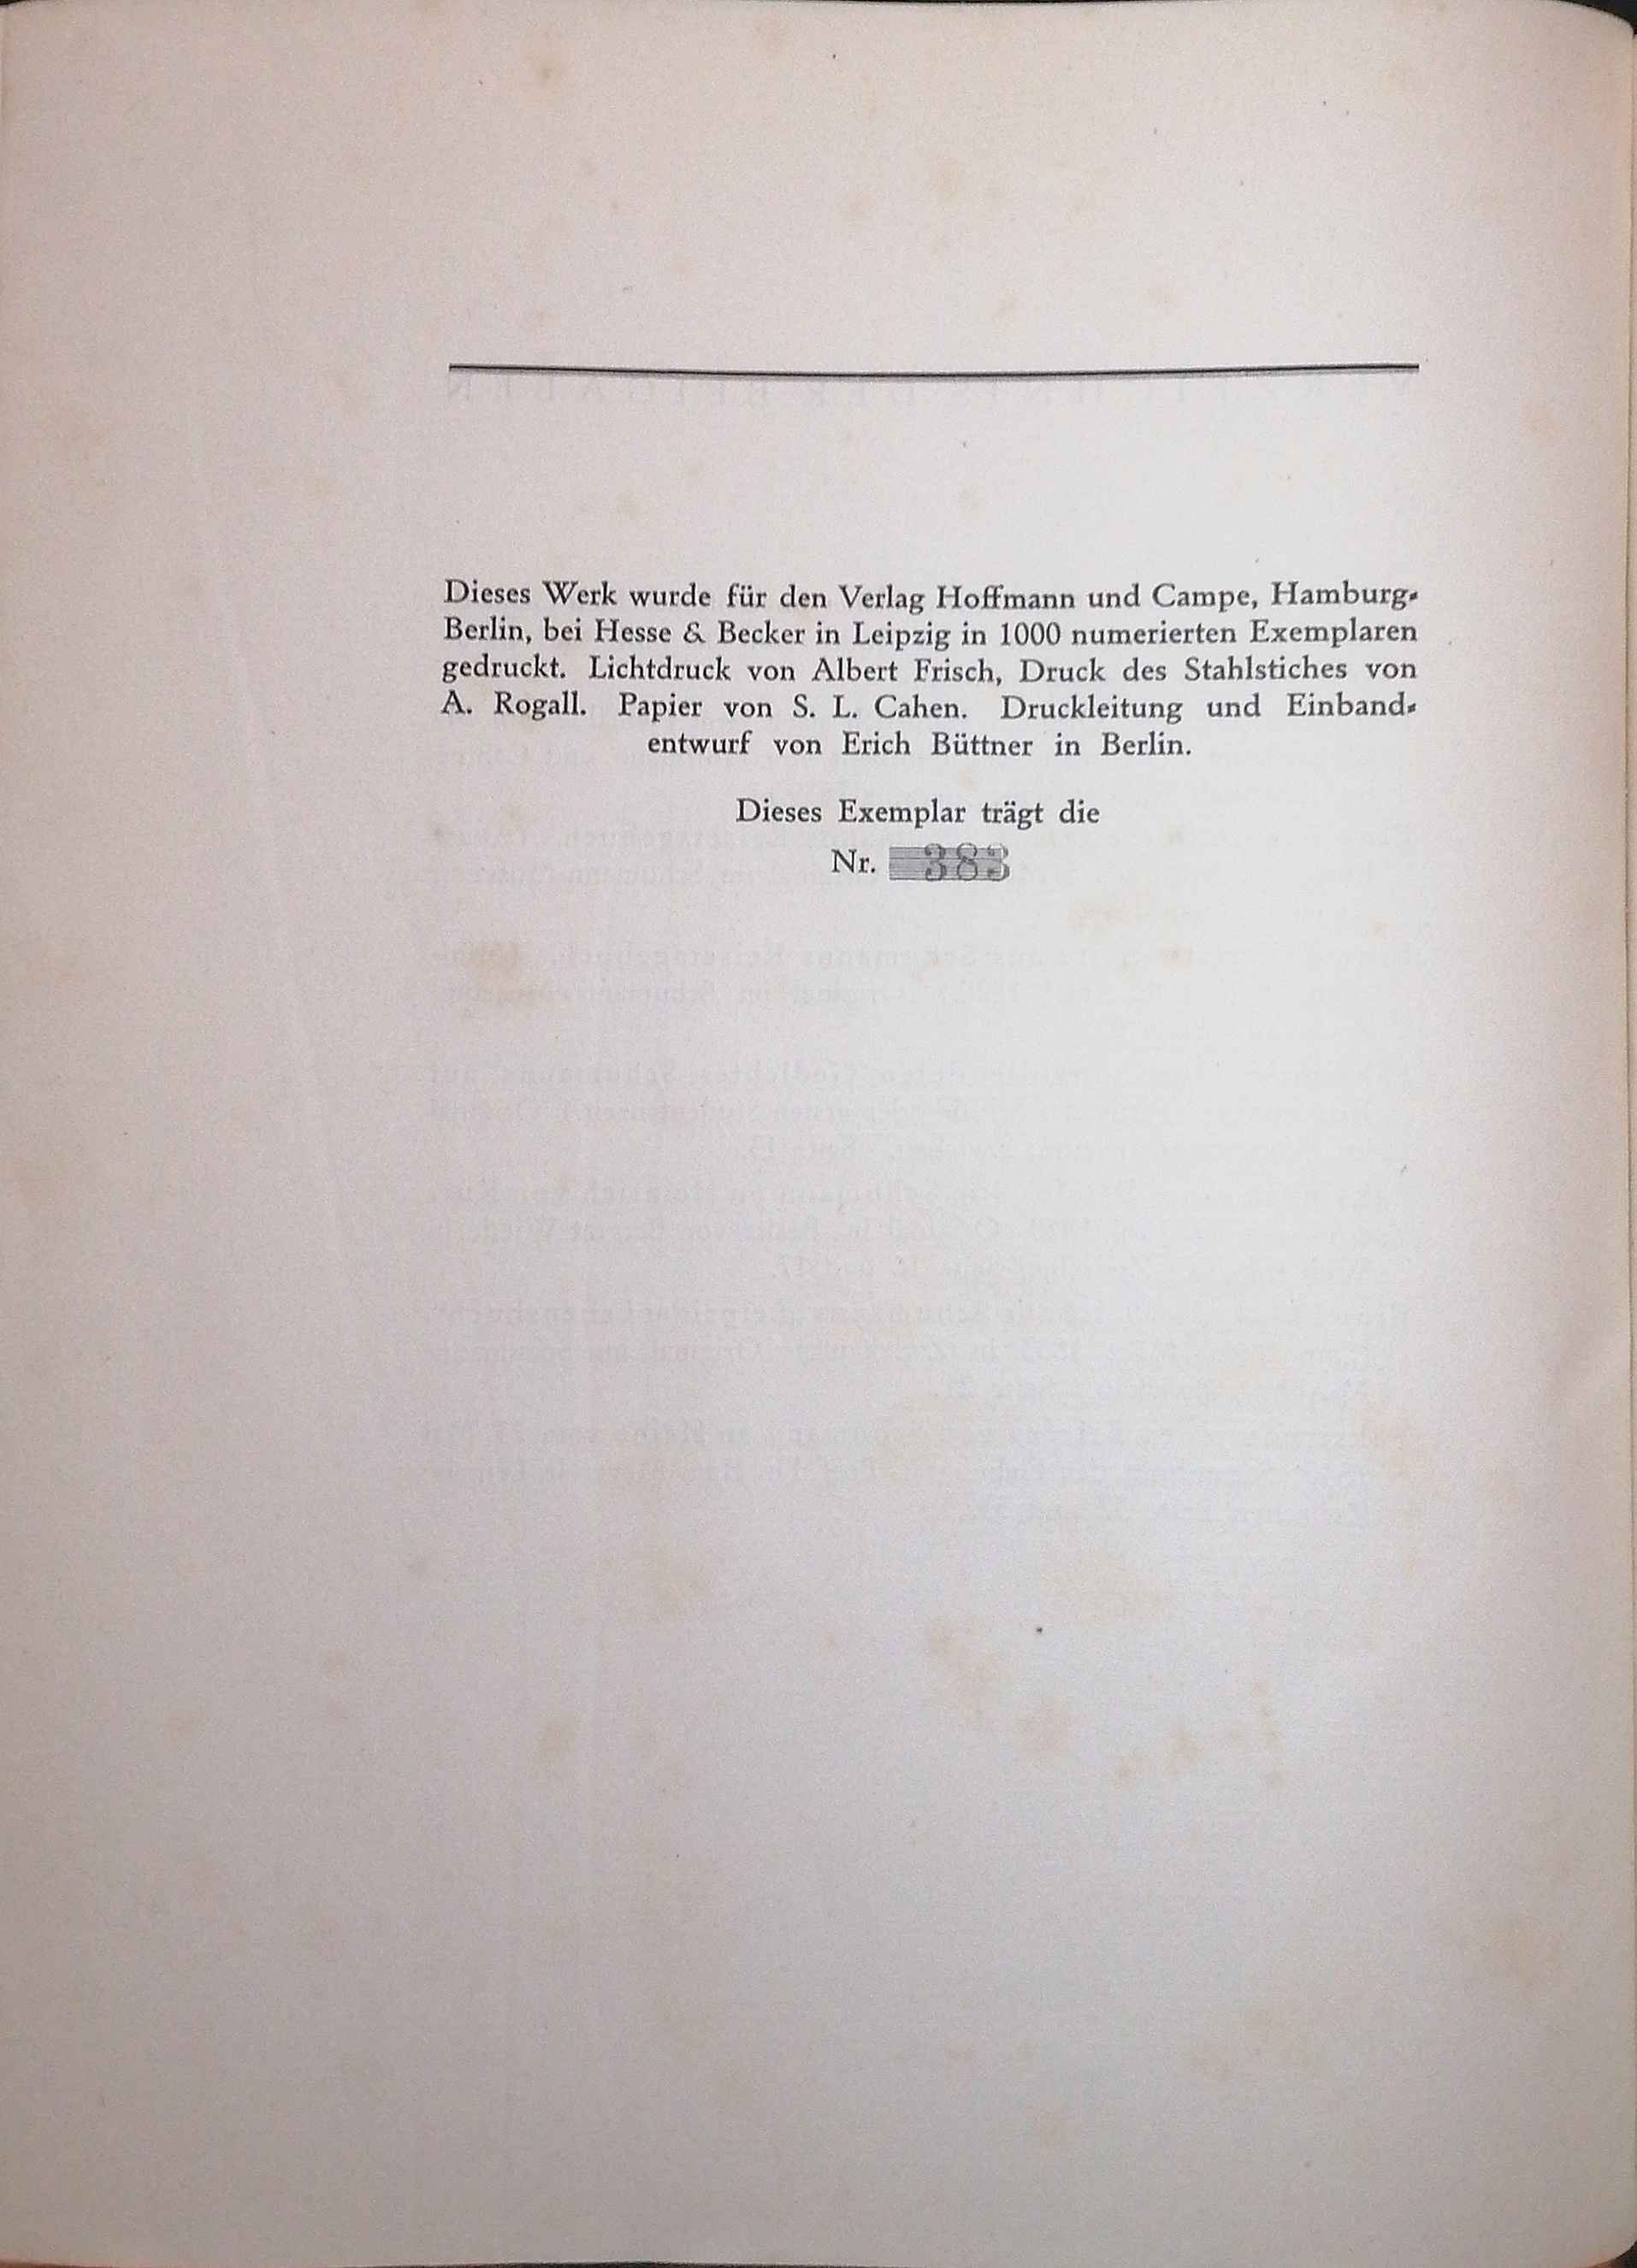 Dieses Werk wurde für den Verlag Hoffmann und Campe, Hamburg-
Berlin, bei Hesse & Becker in Leipzig in 1000 numerierten Exemplaren
gedruckt. Lichtdruck von Albert Frisch, Druck des Stahlstiches von
A. Rogall. Papier von S. L. Cahen. Druckleitung und Einband-
entwurf von Erich Büttner in Berlin.
Dieses Exemplar trägt die
Nr. 383